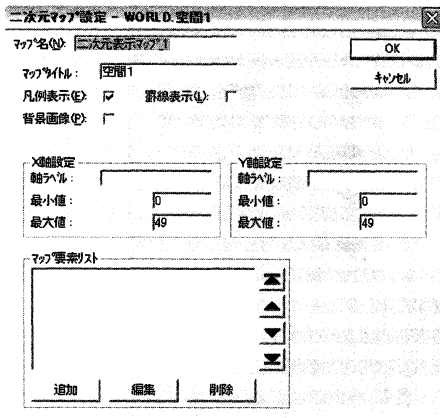 二次元マップ設定 - WORLD.空間1
マップ名(N): 二次元表示マップ1
OK
マップタイトル: 空間1
キャンセル
凡例表示(E): 罫線表示(L):
背景画像(P):
X軸設定 Y軸設定
軸ラベル: 軸ラベル:
最小値: 0 最小値: 0
最大値: 49 最大値: 49
マップ要素リスト
追加 編集 削除